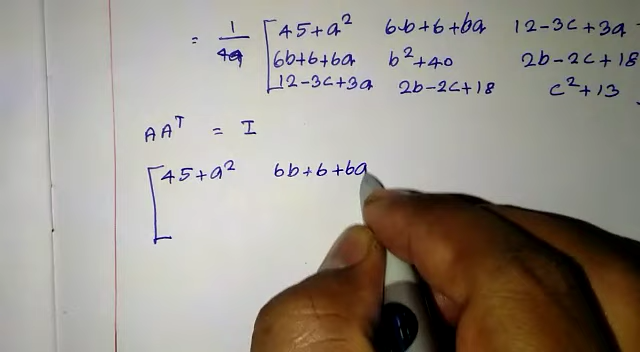 = 1/49 [ 45+a² 6b+6+6a 12-3c+3a
6b+6+6a b²+40 2b-2c+18
12-3c+3a 2b-2c+18 c²+13
AAᵀ = I
[ 45+a² 6b+6+6a